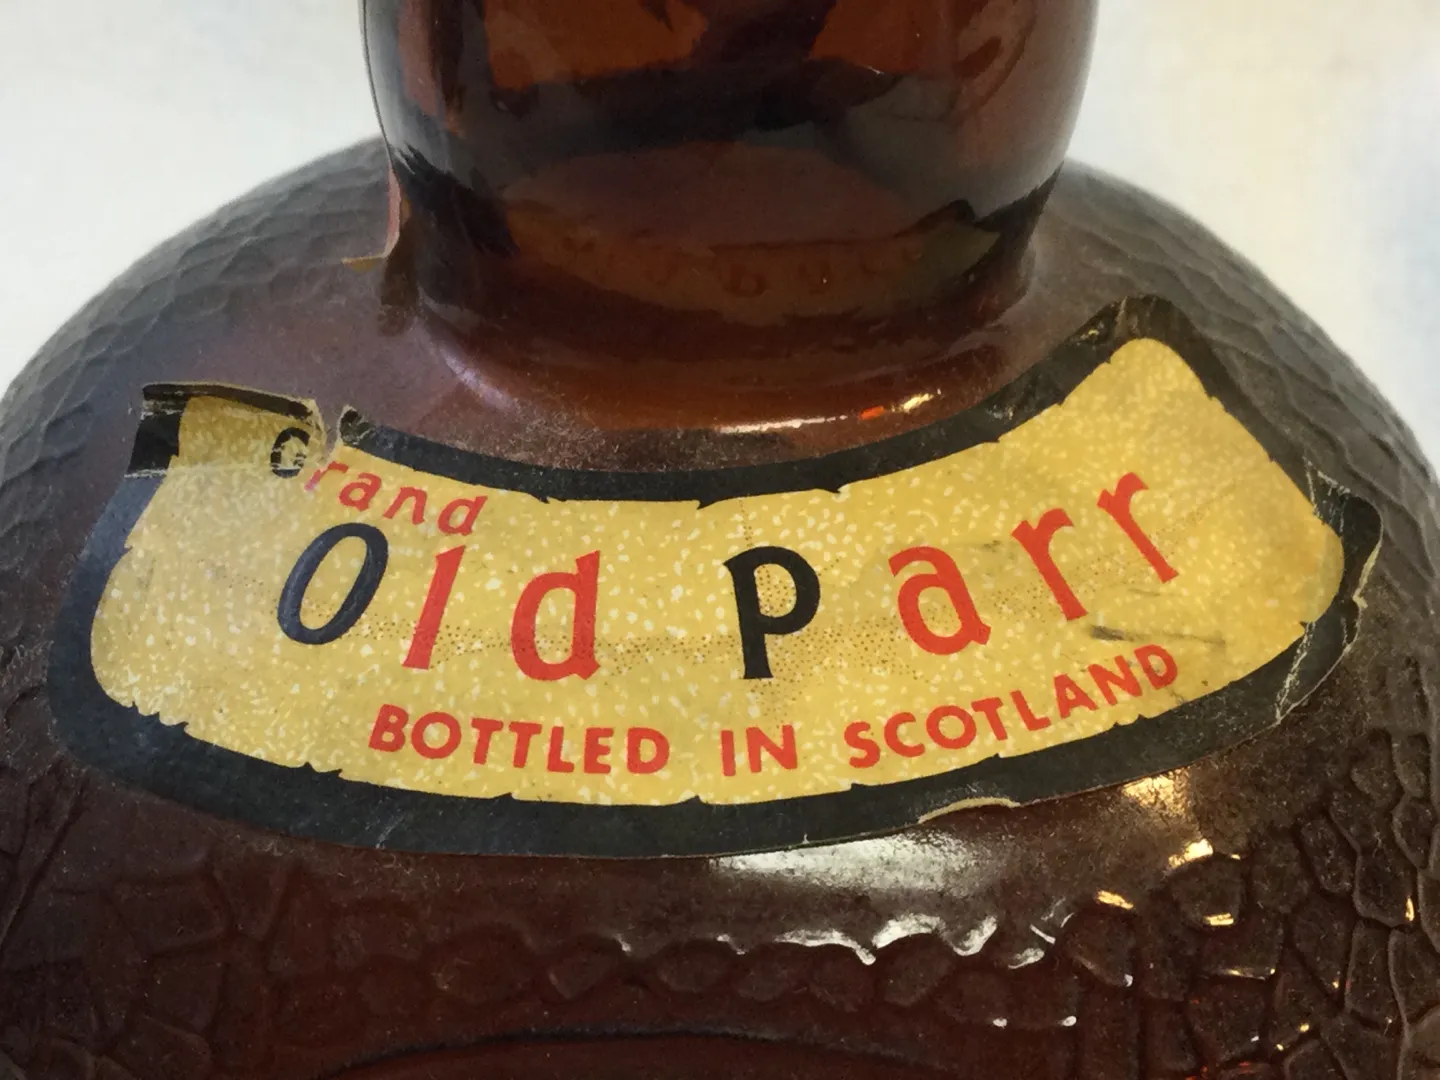 Grand
Old Parr
BOTTLED IN SCOTLAND